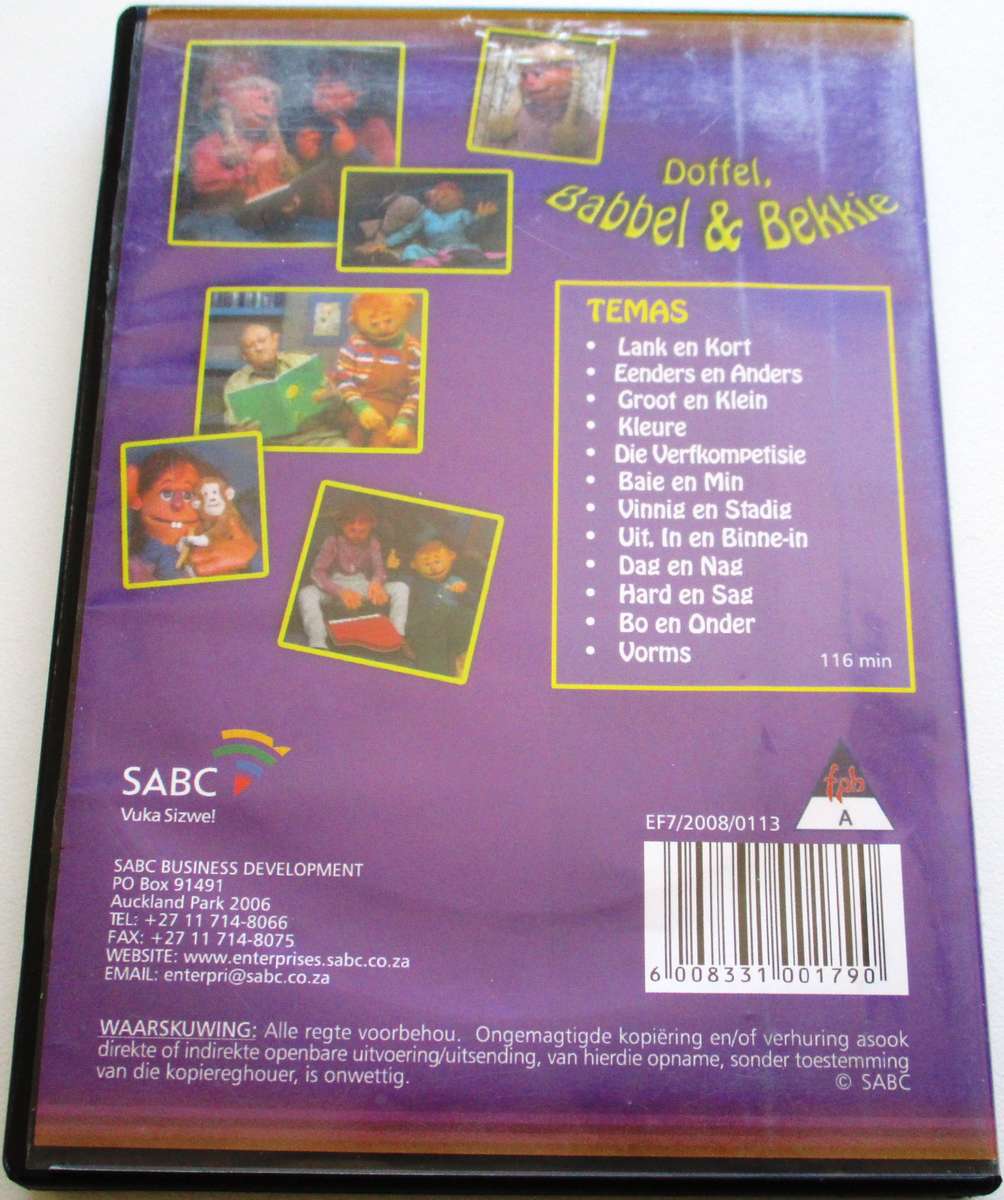 Doffel,
Babbel & Bekkie
TEMAS
• Lank en Kort
• Eenders en Anders
• Groot en Klein
• Kleure
• Die Verfkompetisie
• Baie en Min
• Vinnig en Stadig
• Uit, In en Binne-in
• Dag en Nag
• Hard en Sag
• Bo en Onder
• Vorms
116 min
SABC
Vuka Sizwe!
fpb
A
EF7/2008/0113
SABC BUSINESS DEVELOPMENT
PO Box 91491
Auckland Park 2006
TEL: +27 11 714-8066
FAX: +27 11 714-8075
WEBSITE: www.enterprises.sabc.co.za
EMAIL: enterpri@sabc.co.za
6 008331 001790
WAARSKUWING: Alle regte voorbehou. Ongemagtigde kopiëring en/of verhuring asook
direkte of indirekte openbare uitvoering/uitsending, van hierdie opname, sonder toestemming
van die kopiereghouer, is onwettig.
© SABC